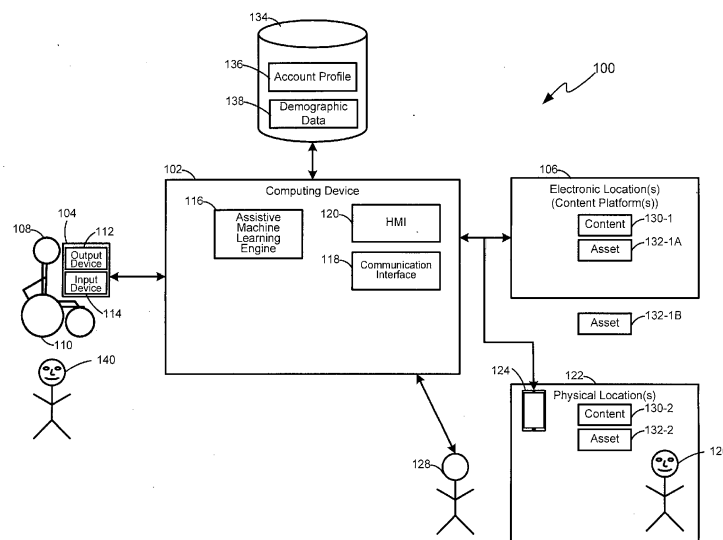 134
136
Account Profile
138
Demographic
Data
100
102
Computing Device
116
Assistive
Machine
Learning
Engine
120
HMI
118
Communication
Interface
106
Electronic Location(s)
(Content Platform(s))
Content
130-1
Asset
132-1A
Asset
132-1B
108
104
112
Output
Device
Input
Device
114
110
140
124
122
Physical Location(s)
Content
130-2
Asset
132-2
128